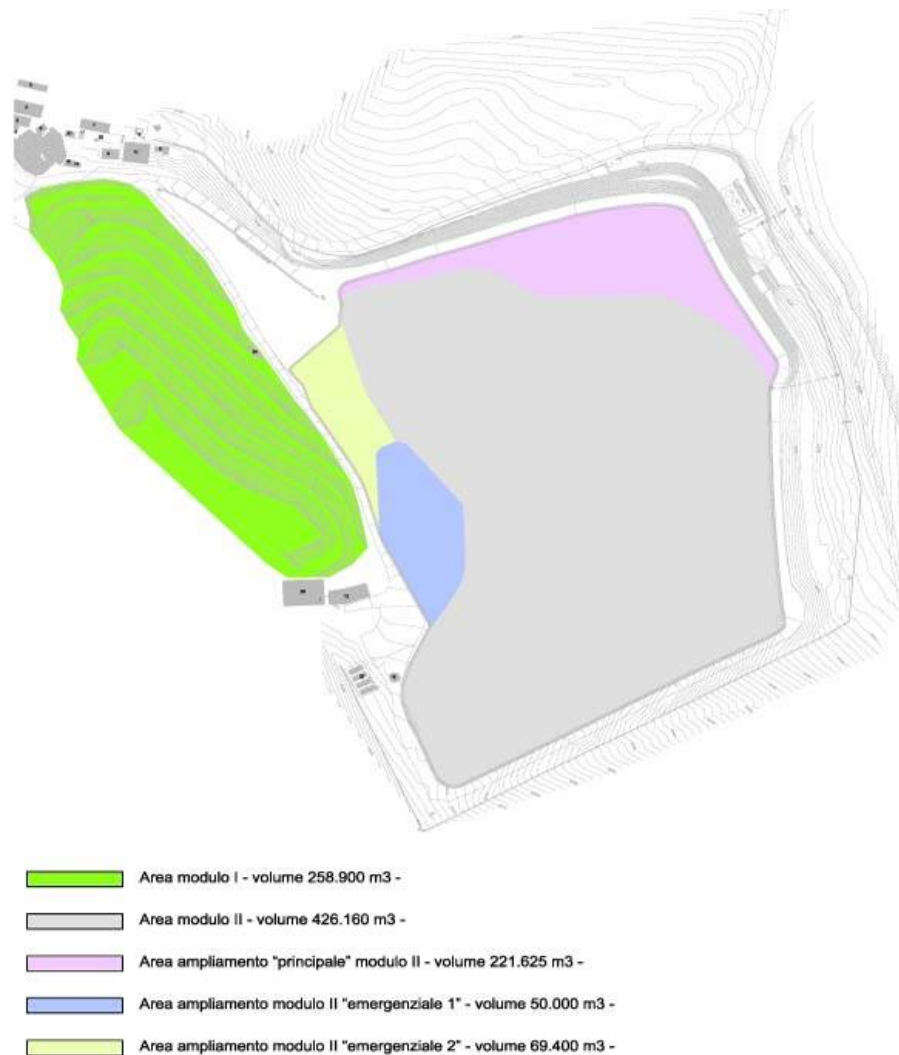 Area modulo I - volume 258.900 m3 -
Area modulo II - volume 426.160 m3 -
Area ampliamento "principale" modulo II - volume 221.625 m3 -
Area ampliamento modulo II "emergenziale 1" - volume 50.000 m3 -
Area ampliamento modulo II "emergenziale 2" - volume 69.400 m3 -